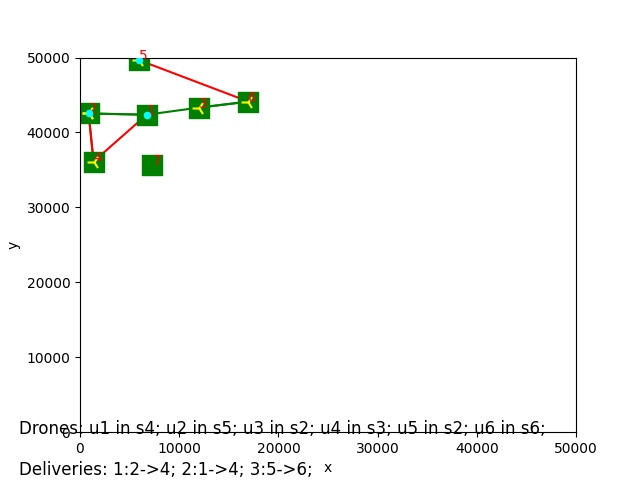 5
7
50000
40000
30000
20000
10000
0
y
0 10000 20000 30000 40000 50000
x
Drones: u1 in s4; u2 in s5; u3 in s2; u4 in s3; u5 in s2; u6 in s6;
Deliveries: 1:2->4; 2:1->4; 3:5->6;